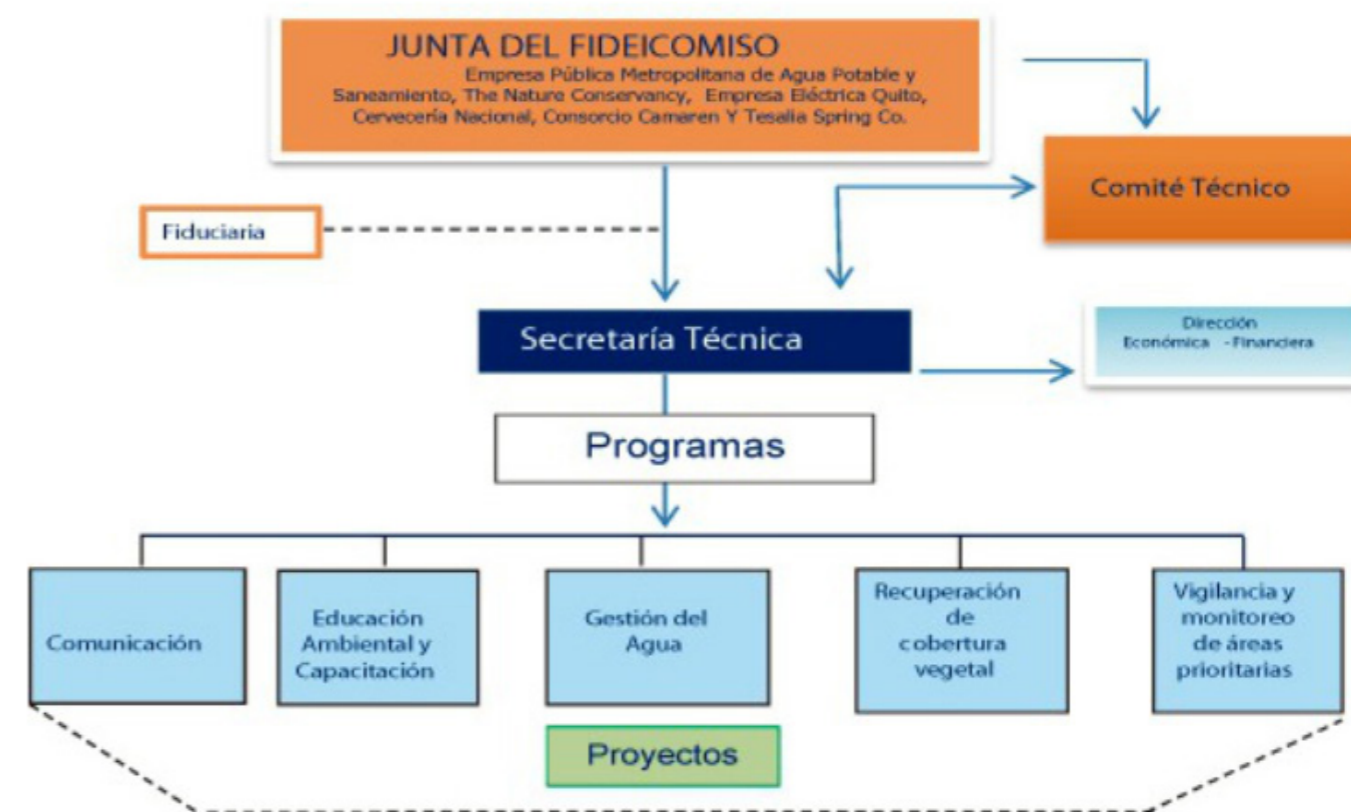 JUNTA DEL FIDEICOMISO
Empresa Pública Metropolitana de Agua Potable y
Saneamiento, The Nature Conservancy, Empresa Eléctrica Quito,
Cervecería Nacional, Consorcio Camaren Y Tesalia Spring Co.
Comité Técnico
Fiduciaria
Secretaría Técnica
Dirección
Económica - Financiera
Programas
Comunicación
Educación
Ambiental y
Capacitación
Gestión del
Agua
Recuperación
de
cobertura
vegetal
Vigilancia y
monitoreo
de áreas
prioritarias
Proyectos